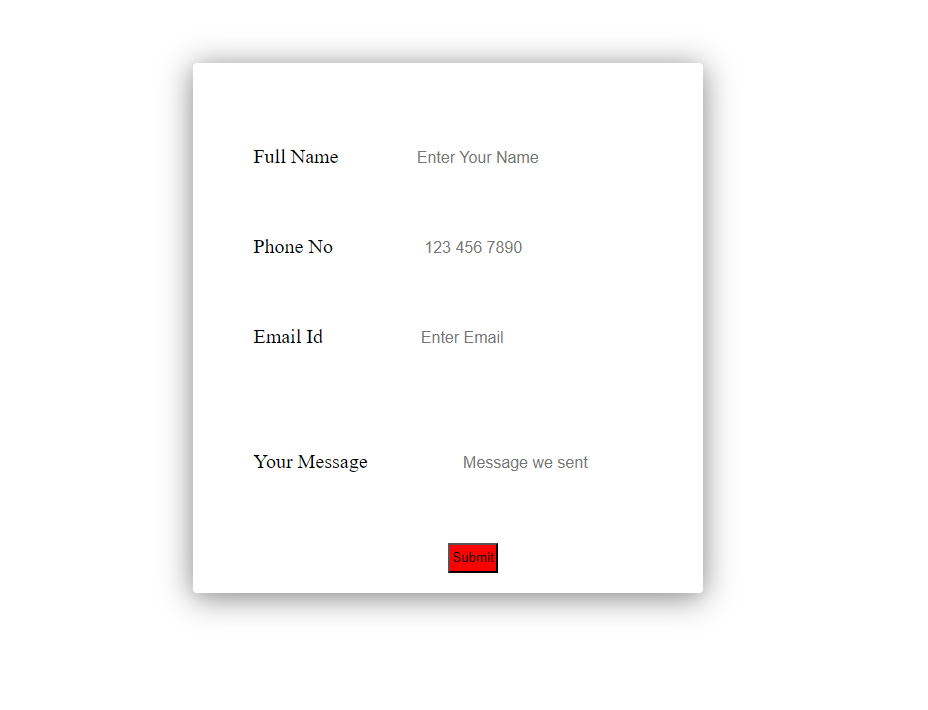 Full Name Enter Your Name
Phone No 123 456 7890
Email Id Enter Email
Your Message Message we sent
Submit